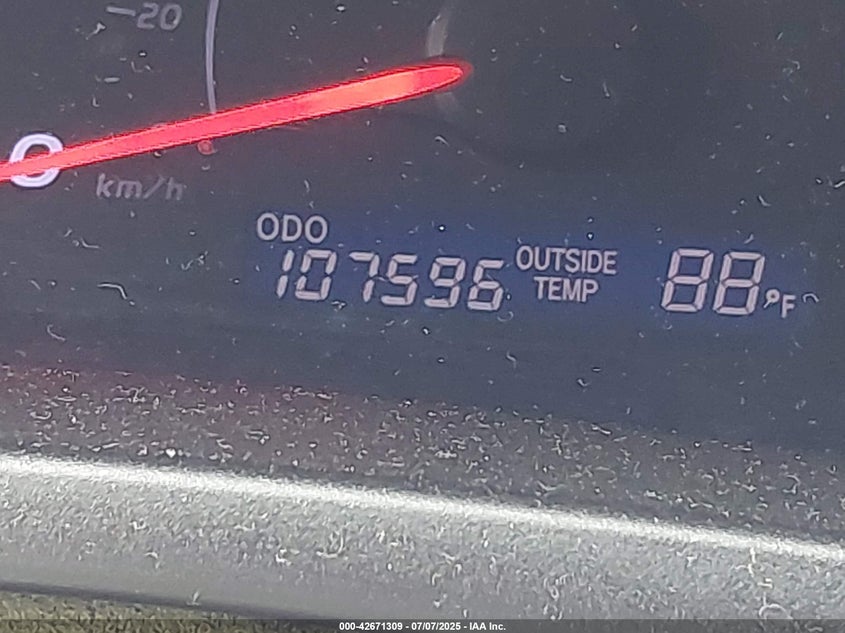 -20
0
km/h
ODO
107596
OUTSIDE
TEMP
88°F
000-42671309 - 07/07/2025 - IAA Inc.